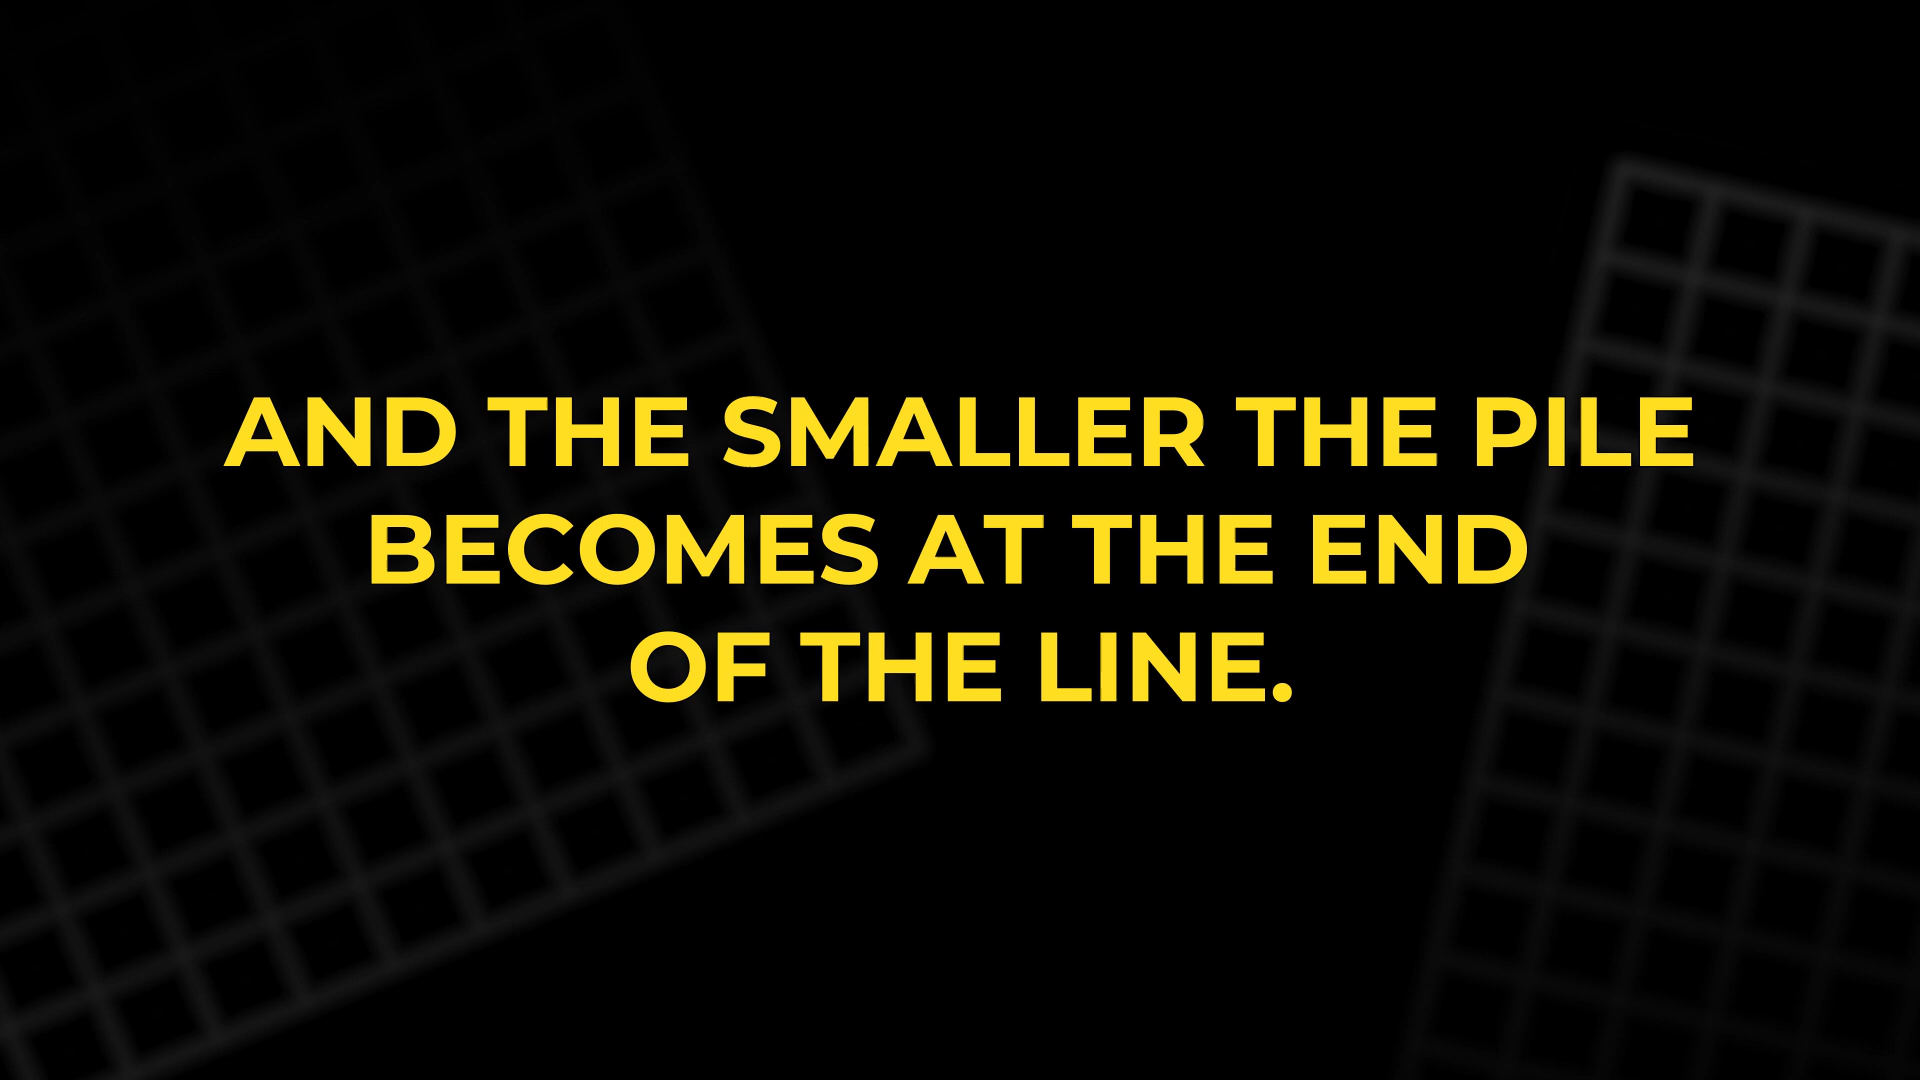 AND THE SMALLER THE PILE
BECOMES AT THE END
OF THE LINE.